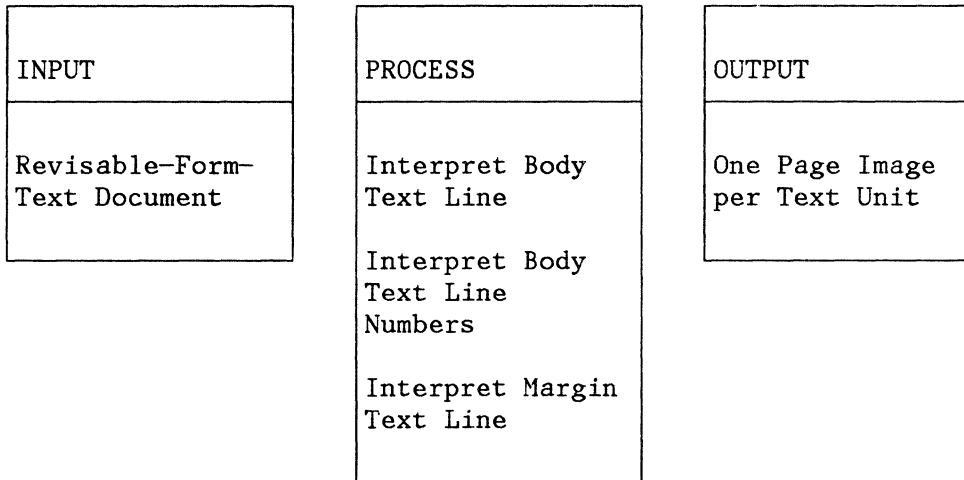 INPUT
Revisable-Form-
Text Document
PROCESS
Interpret Body
Text Line
Interpret Body
Text Line
Numbers
Interpret Margin
Text Line
OUTPUT
One Page Image
per Text Unit